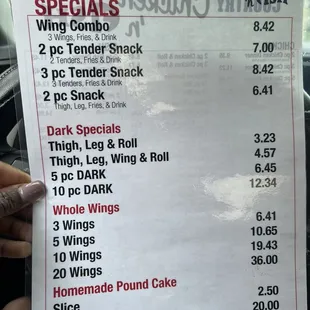 SPECIALS
Wing Combo 8.42
3 Wings, Fries & Drink
2 pc Tender Snack 7.00
2 Tenders, Fries & Drink
3 pc Tender Snack 8.42
3 Tenders, Fries & Drink
2 pc Snack 6.41
Thigh, Leg, Fries, & Drink
Dark Specials
Thigh, Leg & Roll 3.23
Thigh, Leg, Wing & Roll 4.57
5 pc DARK 6.45
10 pc DARK 12.34
Whole Wings
3 Wings 6.41
5 Wings 10.65
10 Wings 19.43
20 Wings 36.00
Homemade Pound Cake
Slice 2.50
20.00